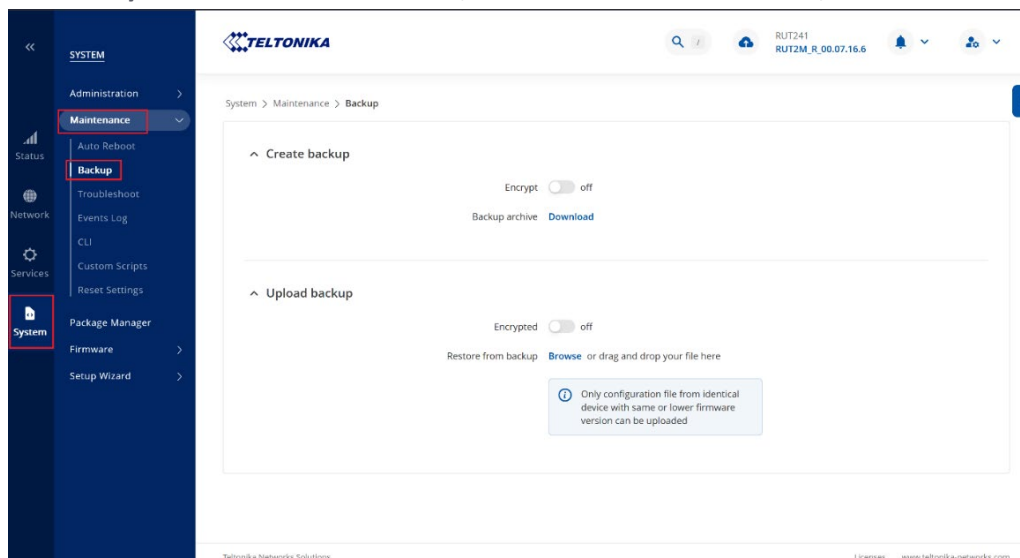 «
SYSTEM
TELTONIKA
RUT241
RUT2M_R_00.07.16.6
Administration
Maintenance
Auto Reboot
Backup
Troubleshoot
Events Log
CLI
Custom Scripts
Reset Settings
Package Manager
Firmware
Setup Wizard
Status
Network
Services
System
System > Maintenance > Backup
Create backup
Encrypt off
Backup archive Download
Upload backup
Encrypted off
Restore from backup Browse or drag and drop your file here
Only configuration file from identical
device with same or lower firmware
version can be uploaded
Teltonika Networks Solutions
Licenses www.teltonika-networks.com